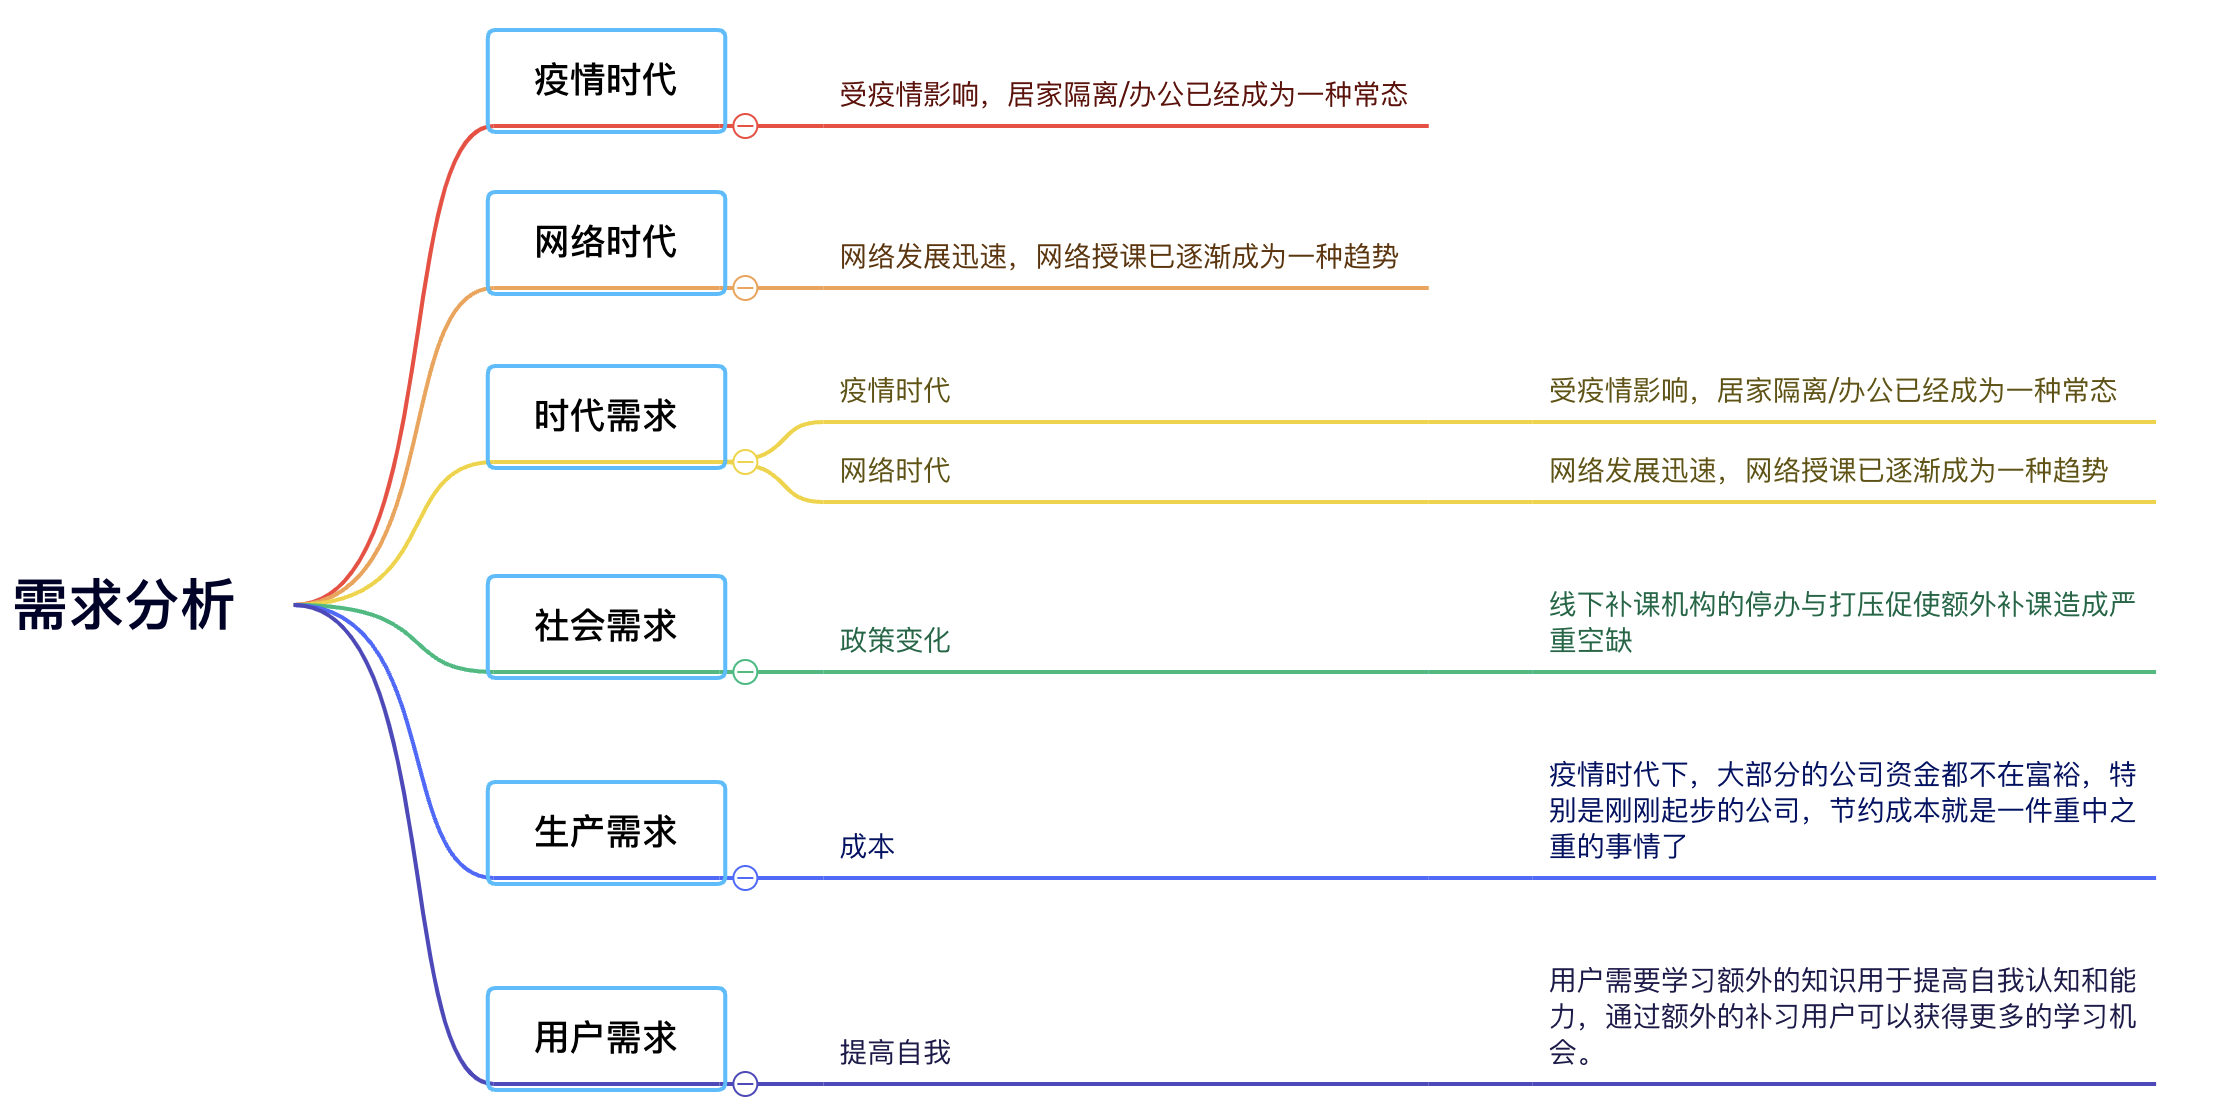 需求分析
疫情时代
受疫情影响，居家隔离/办公已经成为一种常态
网络时代
网络发展迅速，网络授课已逐渐成为一种趋势
时代需求
疫情时代
受疫情影响，居家隔离/办公已经成为一种常态
网络时代
网络发展迅速，网络授课已逐渐成为一种趋势
社会需求
政策变化
线下补课机构的停办与打压促使额外补课造成严
重空缺
生产需求
成本
疫情时代下，大部分的公司资金都不在富裕，特
别是刚刚起步的公司，节约成本就是一件重中之
重的事情了
用户需求
提高自我
用户需要学习额外的知识用于提高自我认知和能
力，通过额外的补习用户可以获得更多的学习机
会。